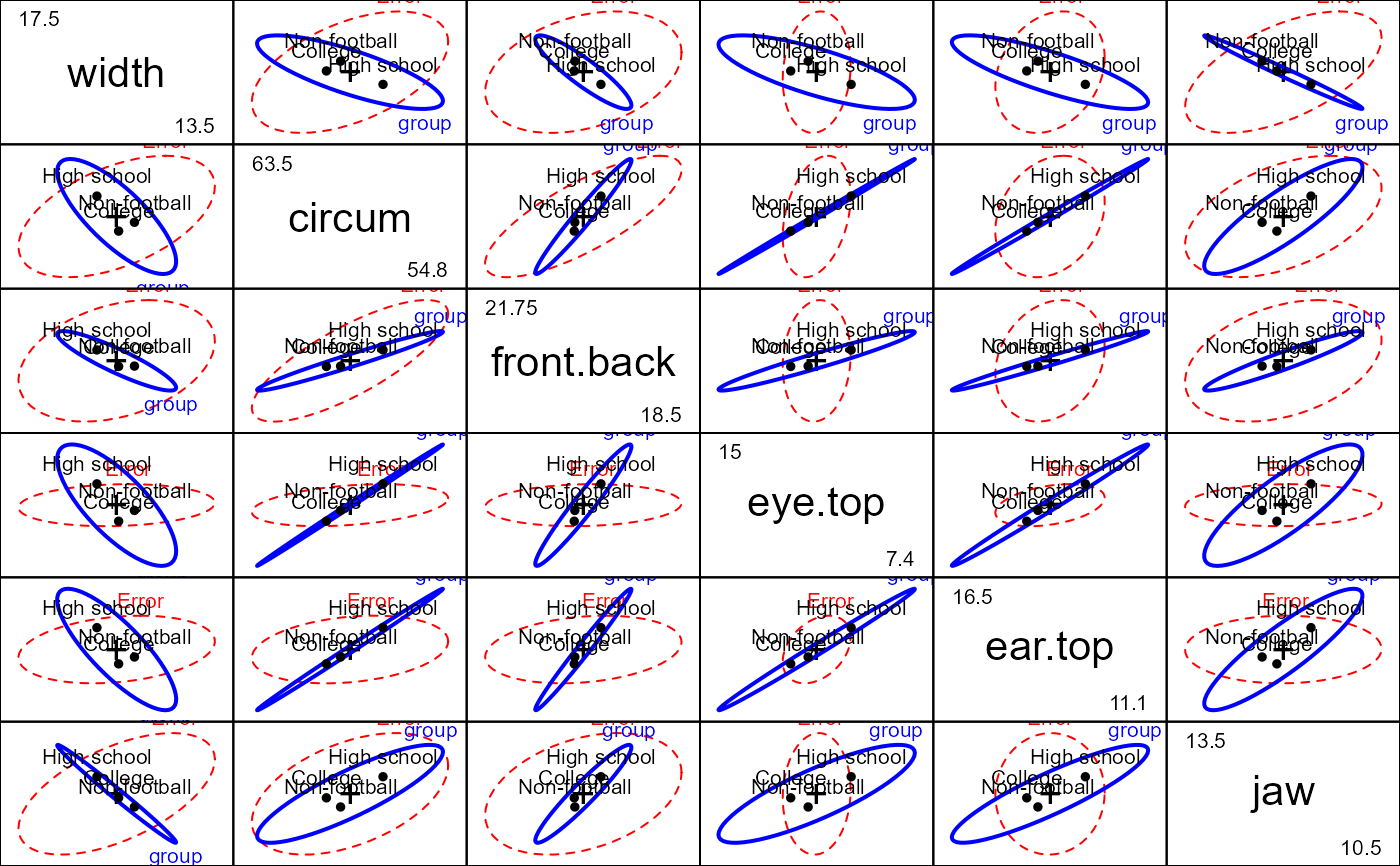 17.5
width
13.5
Non-football
College
High school
group
Non-football
College
High school
group
Non-football
College
High school
group
Non-football
College
High school
group
Error
Non-football
College
High school
group
Error
High school
Non-football
College
group
63.5
circum
54.8
group
Error
High school
Non-football
College
group
High school
Non-football
College
group
High school
Non-football
College
group
Error
High school
Non-football
College
Error
High school
Non-football
College
group
Error
group
High school
Non-football
College
21.75
front.back
18.5
Error
group
High school
Non-football
College
Error
group
High school
Non-football
College
Error
group
High school
Non-football
College
High school
Error
Non-football
College
group
High school
Error
Non-football
College
group
High school
Error
Non-football
College
15
eye.top
7.4
group
High school
Error
Non-football
College
group
High school
Error
Non-football
College
Error
High school
Non-football
College
group
Error
High school
Non-football
College
group
Error
High school
Non-football
College
group
Error
High school
Non-football
College
16.5
ear.top
11.1
group
Error
High school
Non-football
College
Error
High school
College
Non-football
group
Error
group
High school
College
Non-football
Error
group
High school
College
Non-football
Error
group
High school
College
Non-football
Error
group
High school
College
Non-football
13.5
jaw
10.5